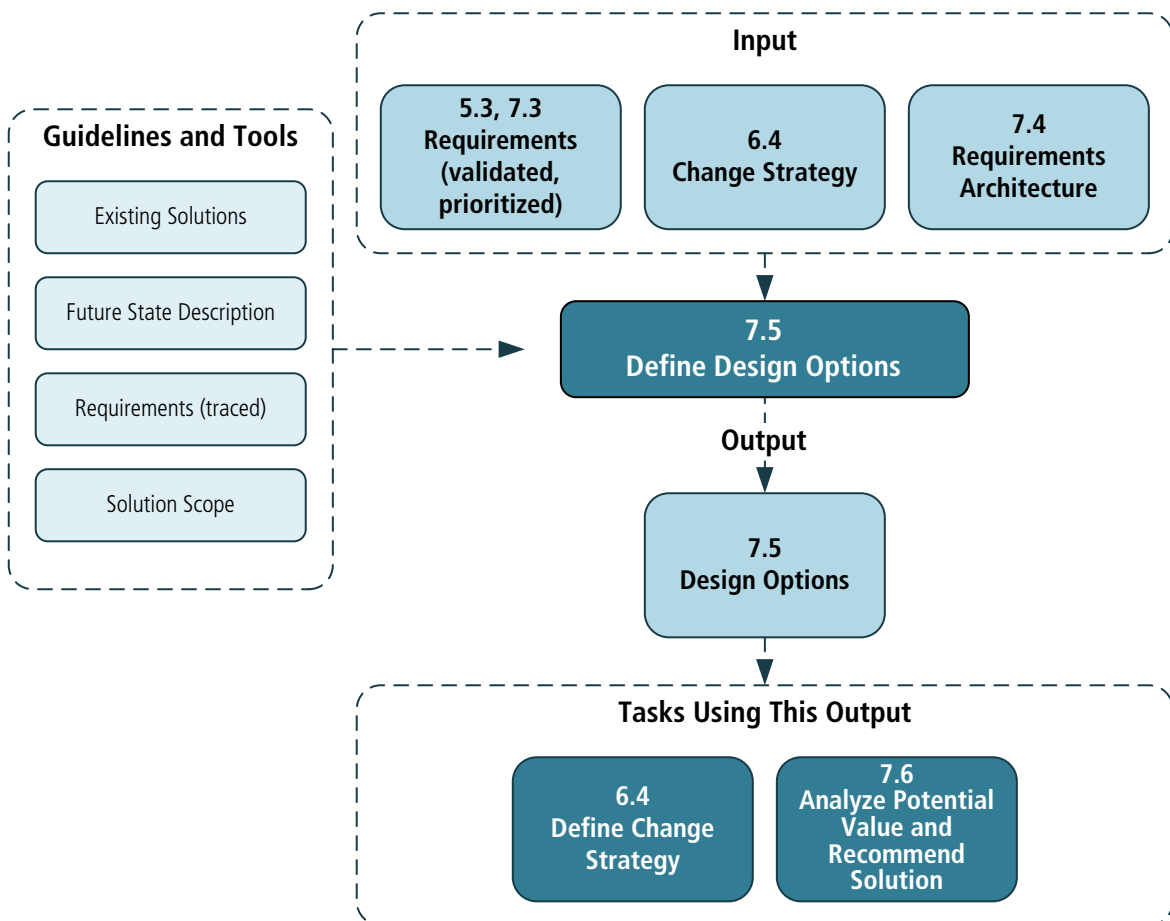 Input
5.3, 7.3
Requirements
(validated,
prioritized)
6.4
Change Strategy
7.4
Requirements
Architecture
Guidelines and Tools
Existing Solutions
Future State Description
Requirements (traced)
Solution Scope
7.5
Define Design Options
Output
7.5
Design Options
Tasks Using This Output
6.4
Define Change
Strategy
7.6
Analyze Potential
Value and
Recommend
Solution